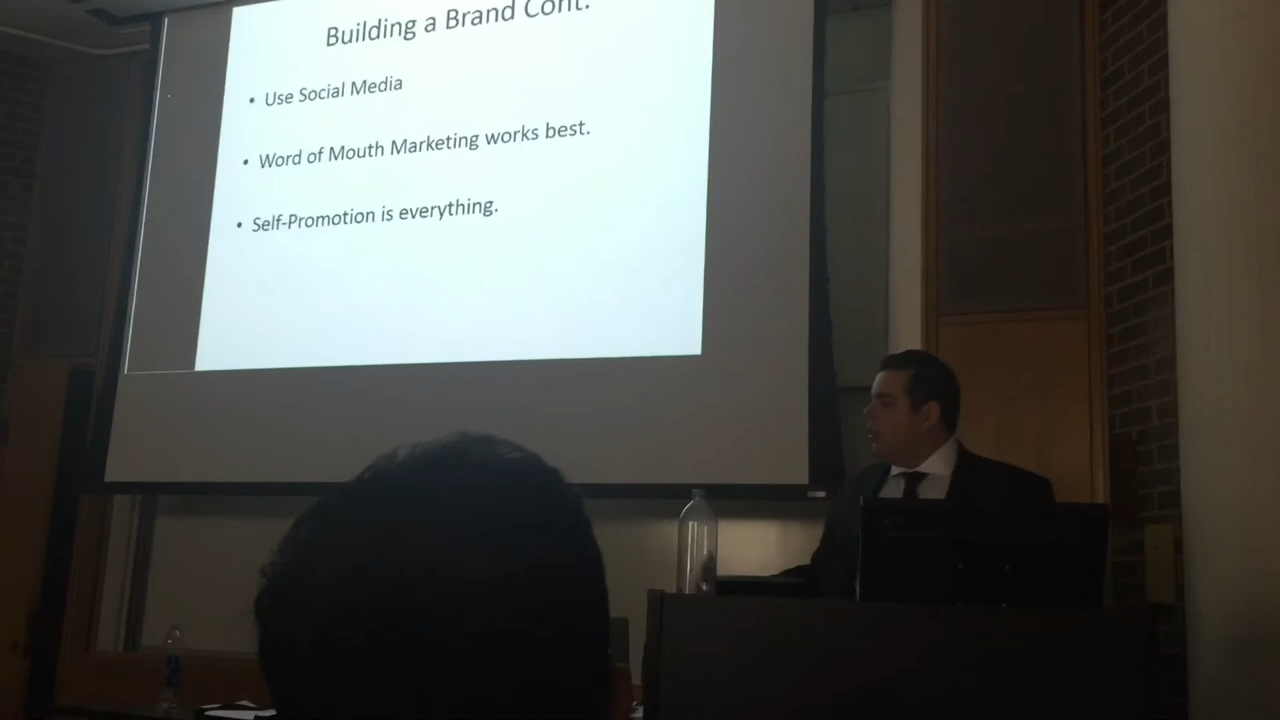 Building a Brand Cont.
• Use Social Media
• Word of Mouth Marketing works best.
• Self-Promotion is everything.